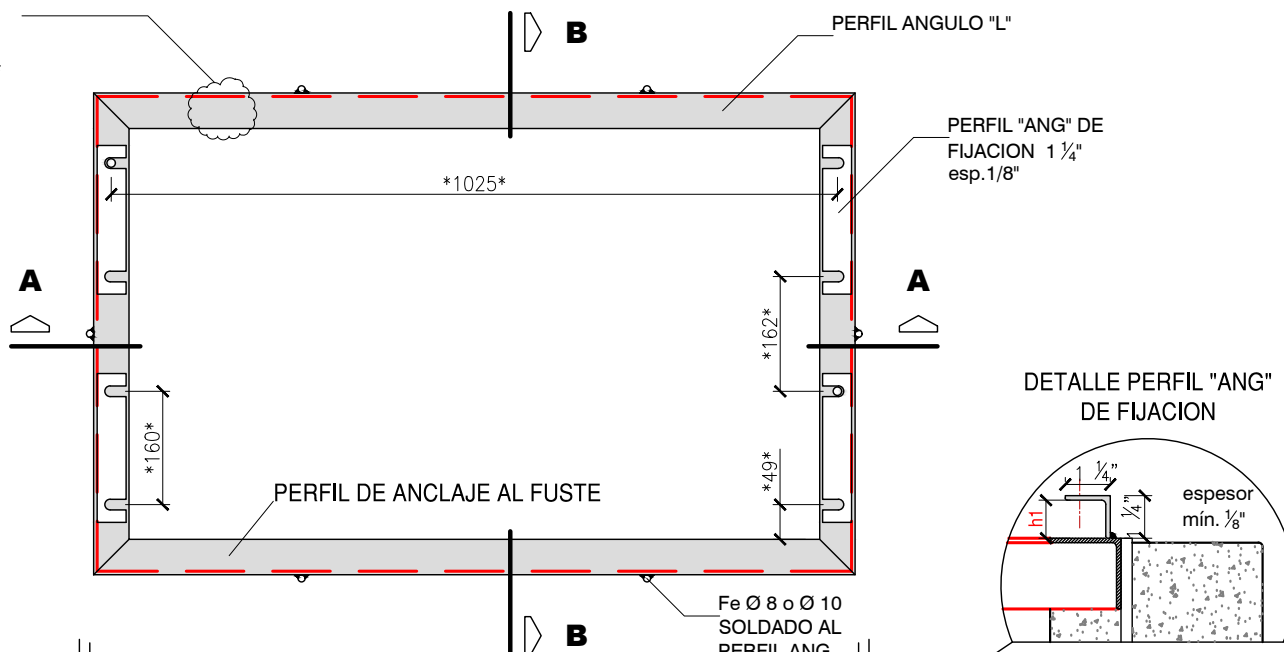 B
PERFIL ANGULO "L"
PERFIL "ANG" DE
FIJACION 1 ¼"
esp.1/8"
*1025*
A
A
*162*
*160*
*49*
PERFIL DE ANCLAJE AL FUSTE
DETALLE PERFIL "ANG"
DE FIJACION
1 ¼"
¼"
h1
espesor
mín. ⅛"
Fe Ø 8 o Ø 10
SOLDADO AL
PERFIL ANG
B